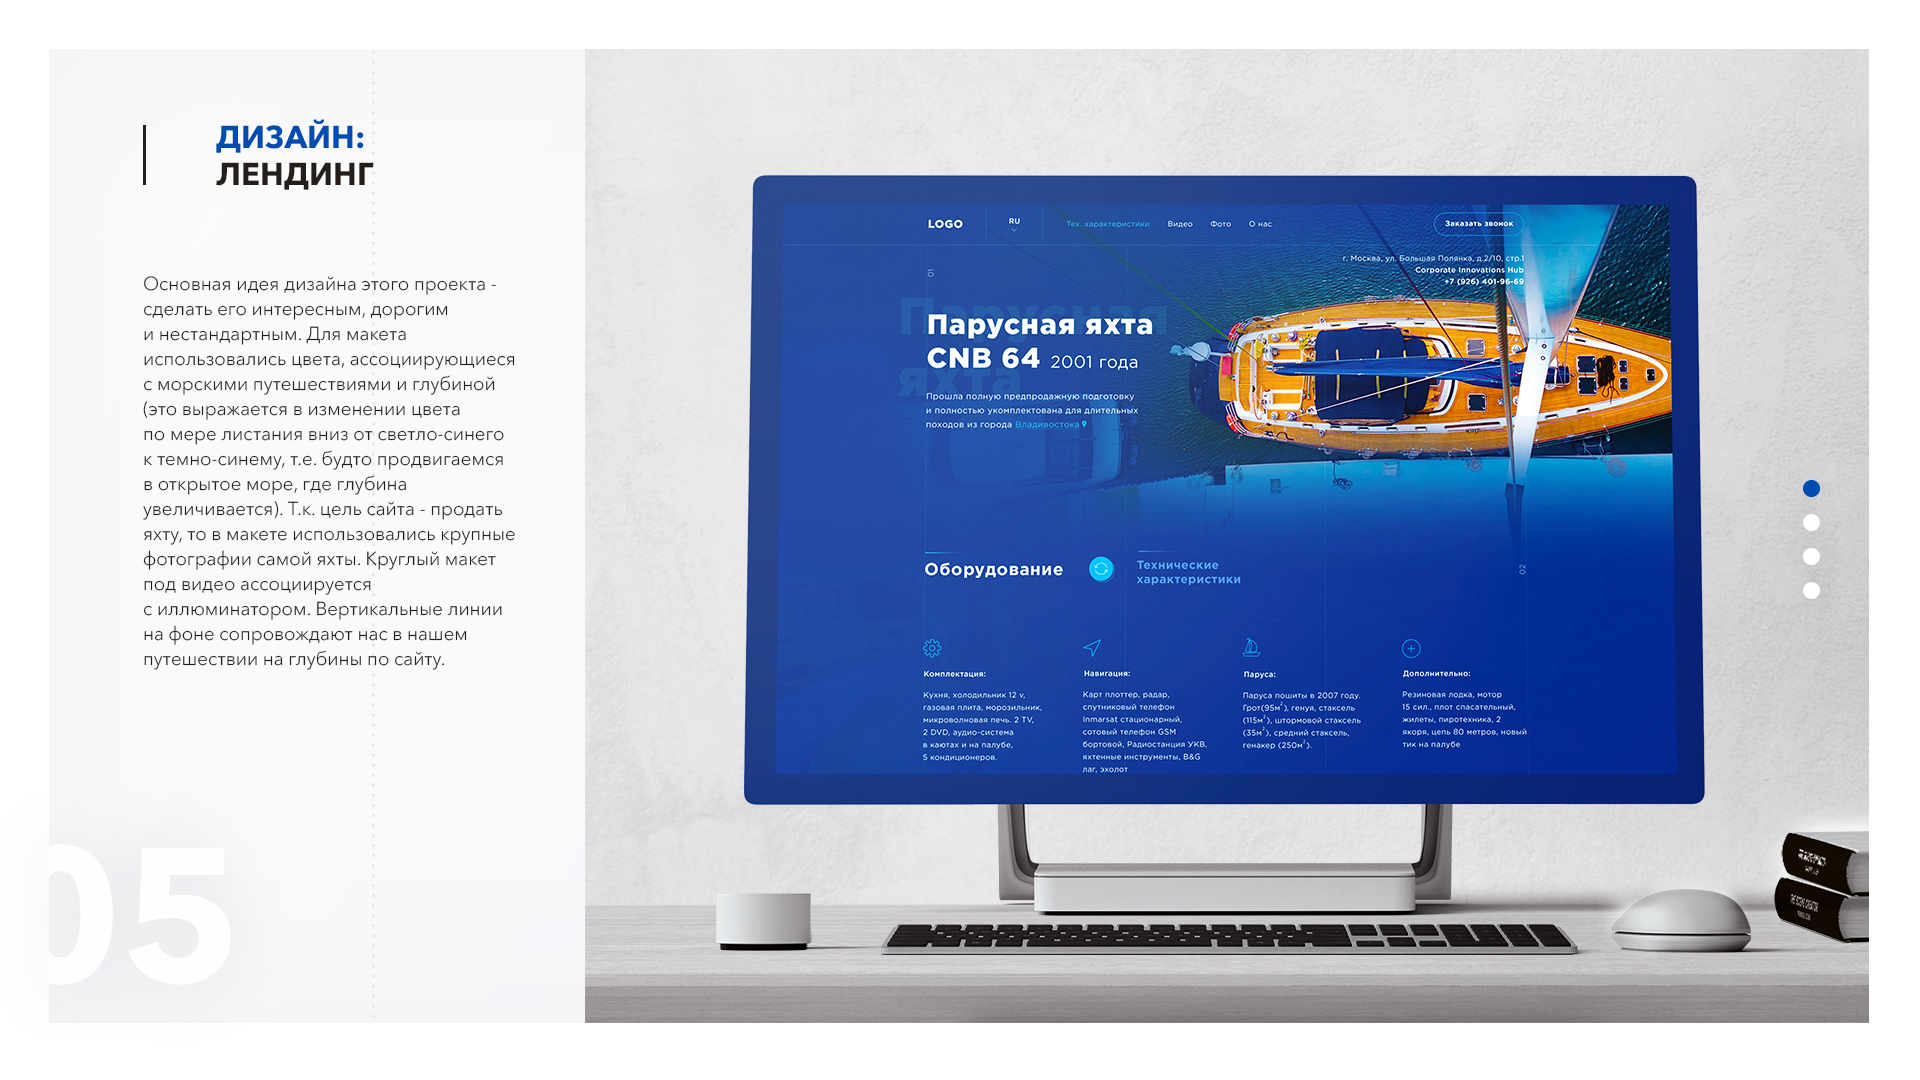 ДИЗАЙН:
ЛЕНДИНГ
Основная идея дизайна этого проекта -
сделать его интересным, дорогим
и нестандартным. Для макета
использовались цвета, ассоциирующиеся
с морскими путешествиями и глубиной
(это выражается в изменении цвета
по мере листания вниз от светло-синего
к темно-синему, т.е. будто продвигаемся
в открытое море, где глубина
увеличивается). Т.к. цель сайта - продать
яхту, то в макете использовались крупные
фотографии самой яхты. Круглый макет
под видео ассоциируется
с иллюминатором. Вертикальные линии
на фоне сопровождают нас в нашем
путешествии на глубины по сайту.
05
LOGO
RU
Тех. характеристики Видео Фото О нас
Заказать звонок
г. Москва, ул. Большая Полянка, д.2/10, стр.1
Corporate Innovations Hub
+7 (926) 401-96-69
01
Парусная
яхта
Парусная яхта
CNB 64 2001 года
Прошла полную предпродажную подготовку
и полностью укомплектована для длительных
походов из города Владивостока
Оборудование
Технические
характеристики
02
Комплектация:
Кухня, холодильник 12 v,
газовая плита, морозильник,
микроволновая печь. 2 TV,
2 DVD, аудио-система
в каютах и на палубе,
5 кондиционеров.
Навигация:
Карт плоттер, радар,
спутниковый телефон
Inmarsat стационарный,
сотовый телефон GSM
бортовой, Радиостанция УКВ,
яхтенные инструменты, B&G
лаг, эхолот
Паруса:
Паруса пошиты в 2007 году.
Грот(95м²), генуя, стаксель
(115м²), штормовой стаксель
(35м²), средний стаксель,
генакер (250м²).
Дополнительно:
Резиновая лодка, мотор
15 сил., плот спасательный,
жилеты, пиротехника, 2
якоря, цепь 80 метров, новый
тик на палубе